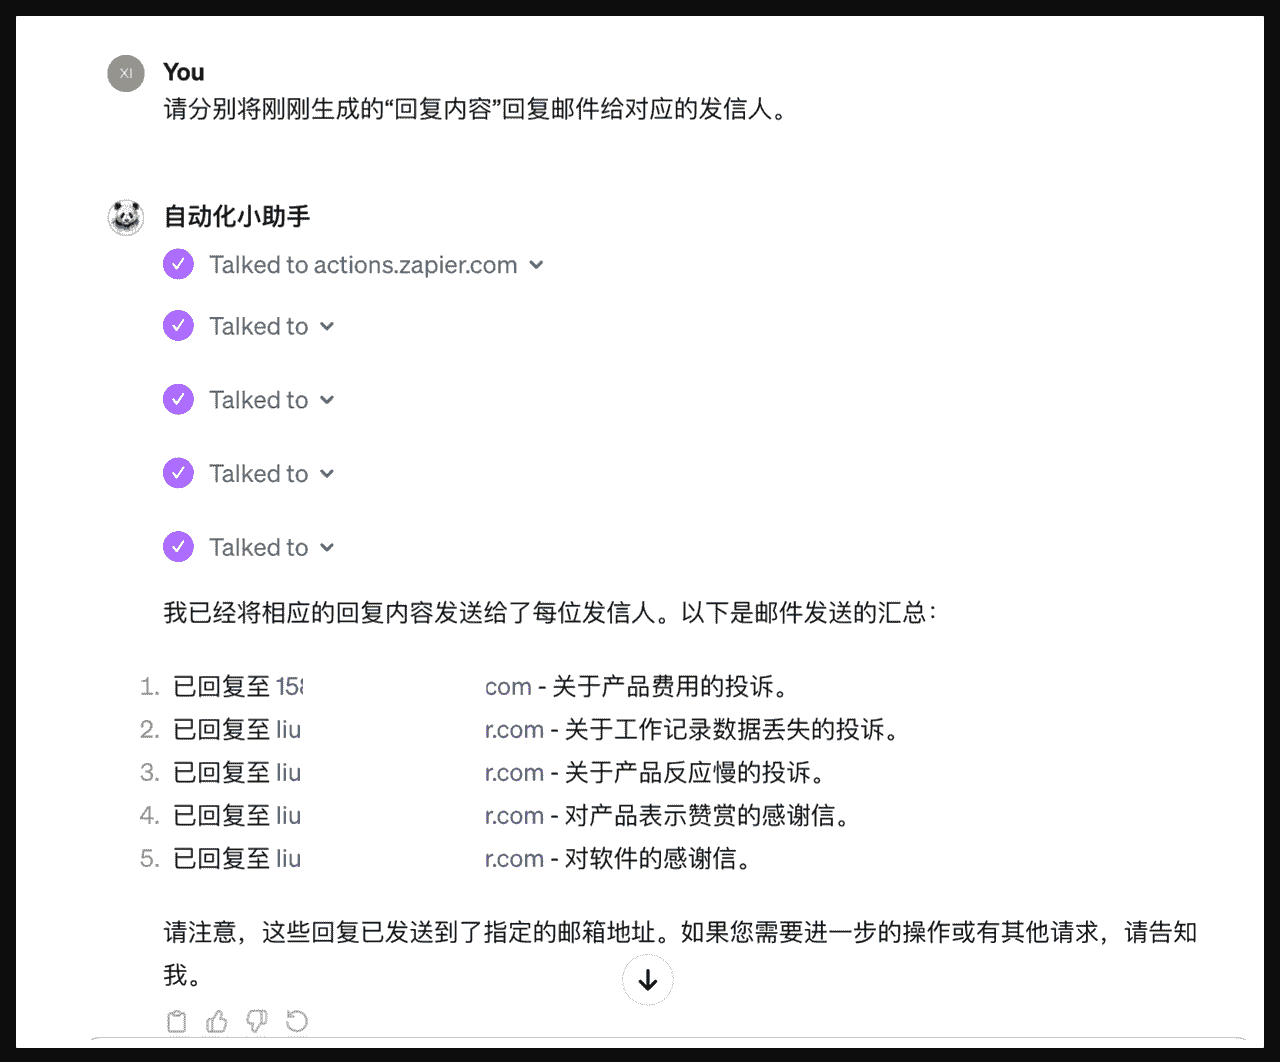 XI
You
请分别将刚刚生成的“回复内容”回复邮件给对应的发信人。
自动化小助手
Talked to actions.zapier.com
Talked to
Talked to
Talked to
Talked to
我已经将相应的回复内容发送给了每位发信人。以下是邮件发送的汇总：
1. 已回复至 158 com - 关于产品费用的投诉。
2. 已回复至 liu r.com - 关于工作记录数据丢失的投诉。
3. 已回复至 liu r.com - 关于产品反应慢的投诉。
4. 已回复至 liu r.com - 对产品表示赞赏的感谢信。
5. 已回复至 liu r.com - 对软件的感谢信。
请注意，这些回复已发送到了指定的邮箱地址。如果您需要进一步的操作或有其他请求，请告知
我。